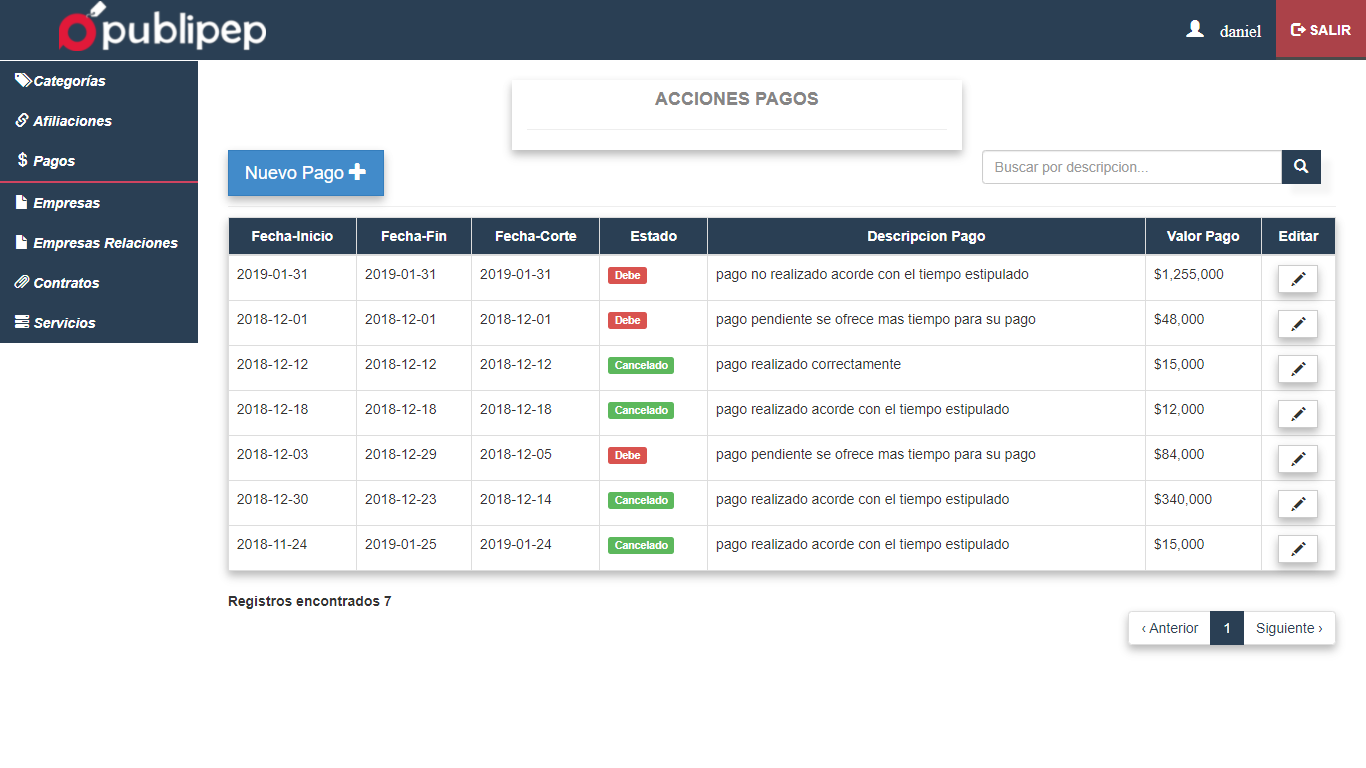 publipep
daniel
SALIR
Categorías
Afiliaciones
Pagos
Empresas
Empresas Relaciones
Contratos
Servicios
ACCIONES PAGOS
Nuevo Pago
Buscar por descripcion...
Fecha-Inicio Fecha-Fin Fecha-Corte Estado Descripcion Pago Valor Pago Editar
2019-01-31 2019-01-31 2019-01-31 Debe pago no realizado acorde con el tiempo estipulado $1,255,000
2018-12-01 2018-12-01 2018-12-01 Debe pago pendiente se ofrece mas tiempo para su pago $48,000
2018-12-12 2018-12-12 2018-12-12 Cancelado pago realizado correctamente $15,000
2018-12-18 2018-12-18 2018-12-18 Cancelado pago realizado acorde con el tiempo estipulado $12,000
2018-12-03 2018-12-29 2018-12-05 Debe pago pendiente se ofrece mas tiempo para su pago $84,000
2018-12-30 2018-12-23 2018-12-14 Cancelado pago realizado acorde con el tiempo estipulado $340,000
2018-11-24 2019-01-25 2019-01-24 Cancelado pago realizado acorde con el tiempo estipulado $15,000
Registros encontrados 7
‹ Anterior 1 Siguiente ›